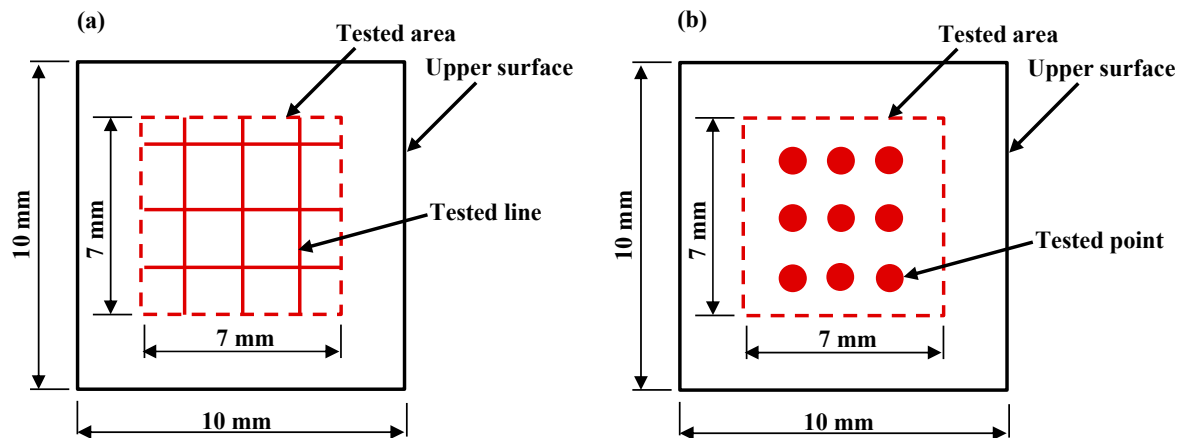 (a)
Tested area
Upper surface
10 mm
7 mm
Tested line
7 mm
10 mm
(b)
Tested area
Upper surface
10 mm
7 mm
Tested point
7 mm
10 mm